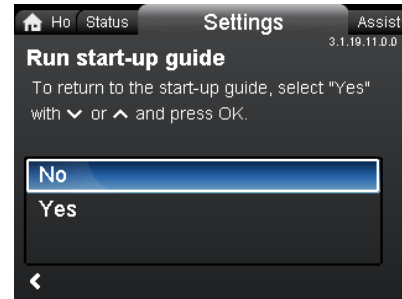 Ho Status Settings Assist
3.1.19.11.0.0
Run start-up guide
To return to the start-up guide, select "Yes"
with ⌄ or ⌃ and press OK.
No
Yes